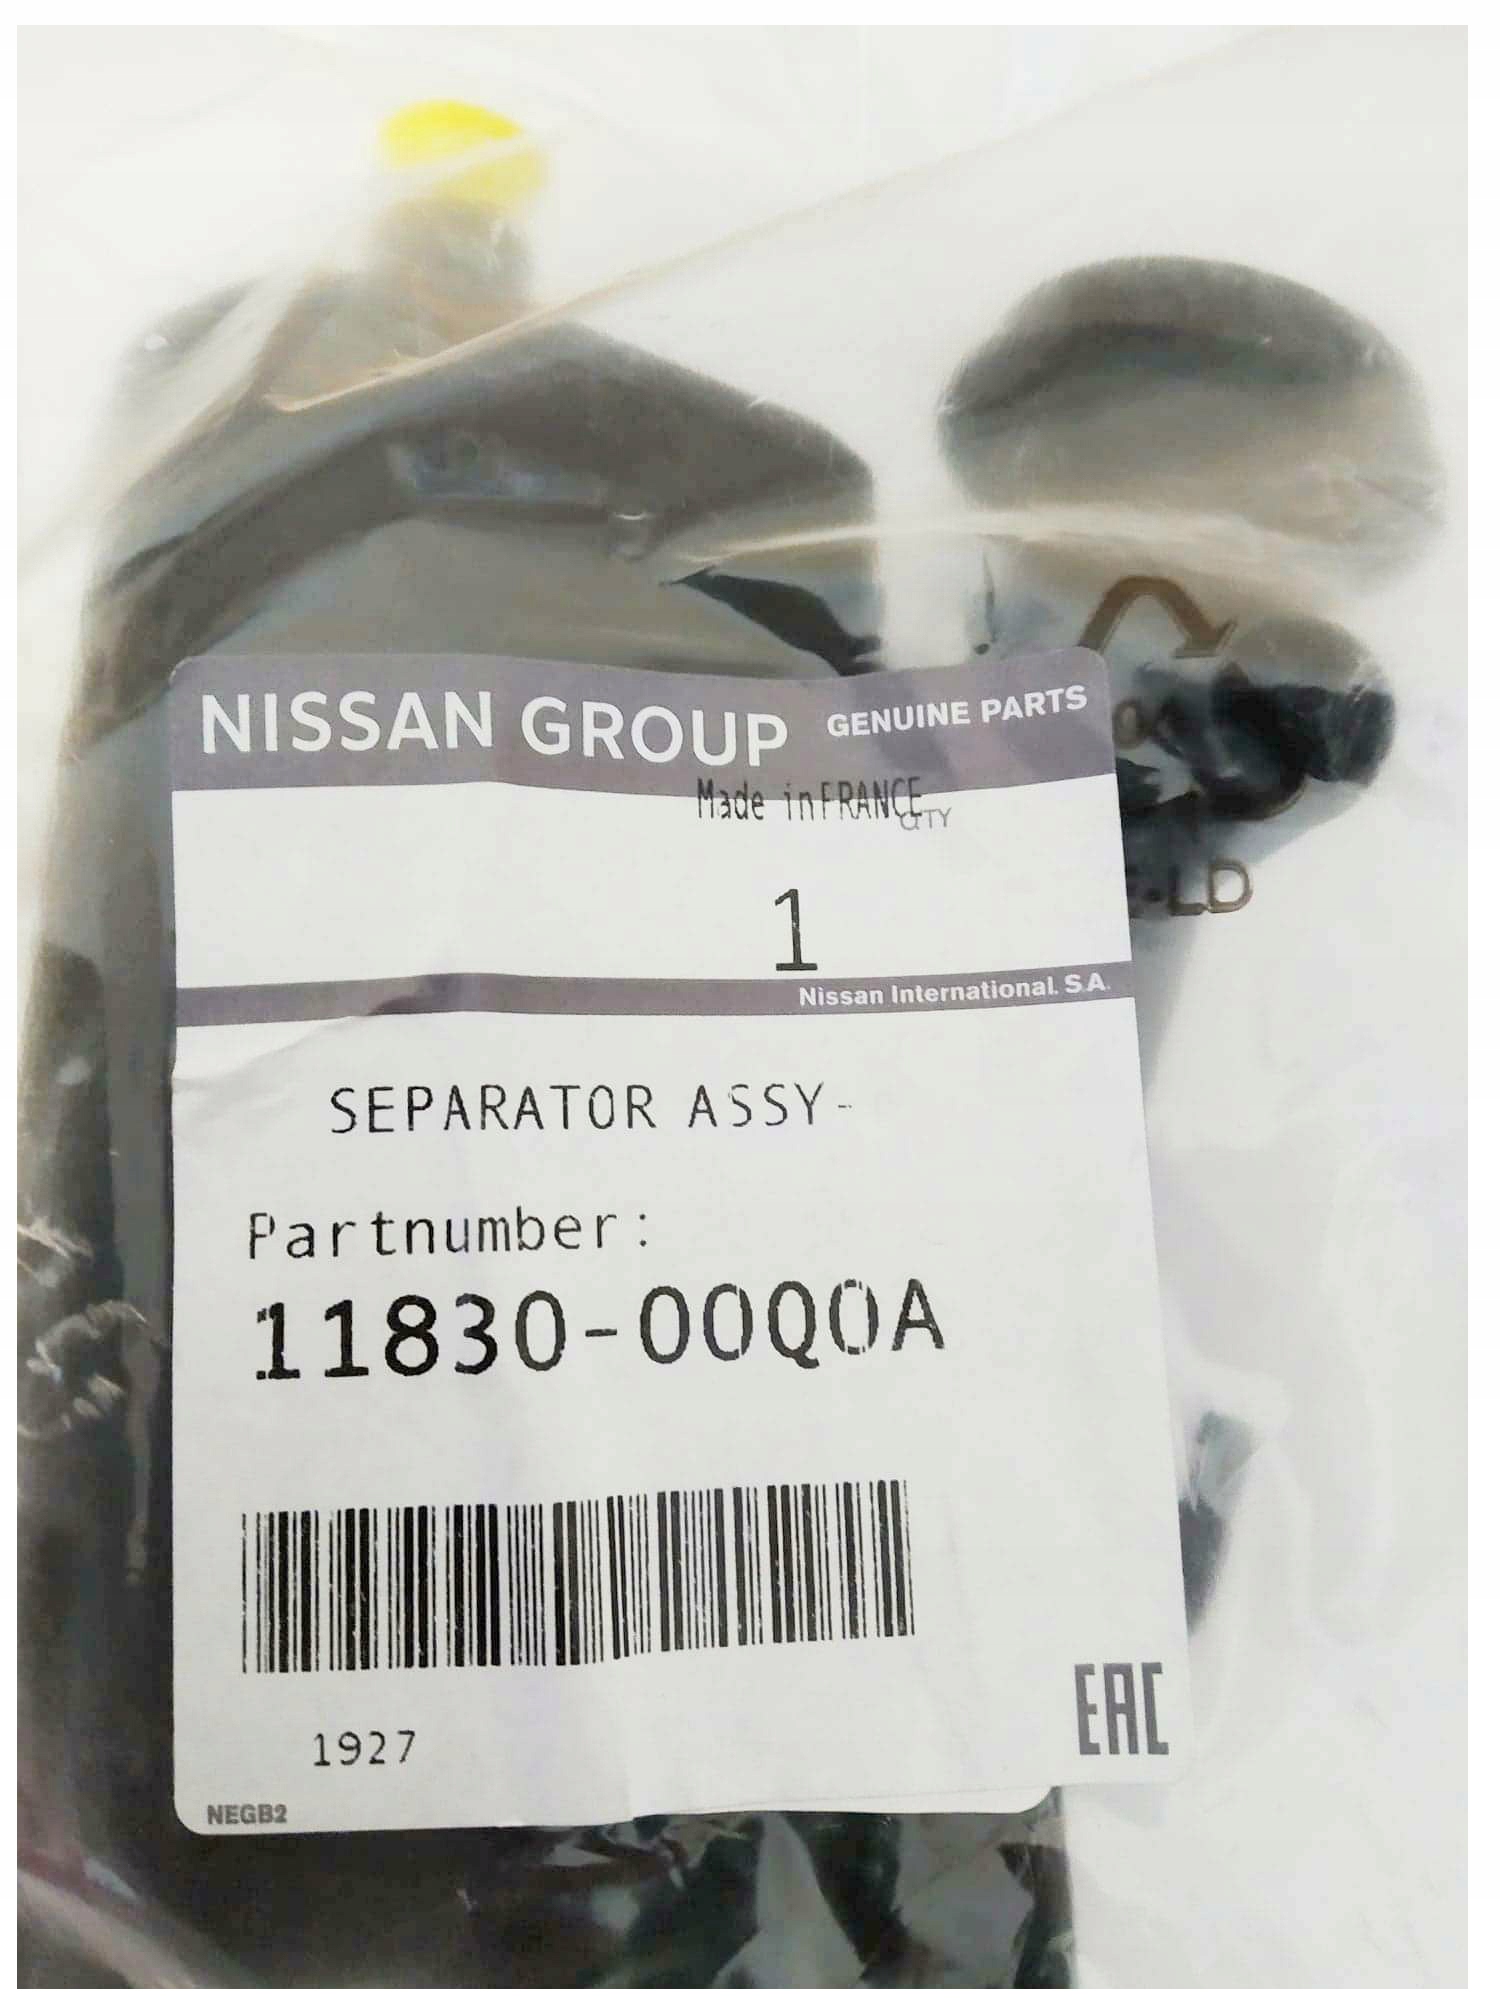 NISSAN GROUP GENUINE PARTS
Made in FRANCE
QTY
1
Nissan International. S.A.
SEPARATOR ASSY-
Partnumber:
11830-00Q0A
1927
EAC
NEGB2